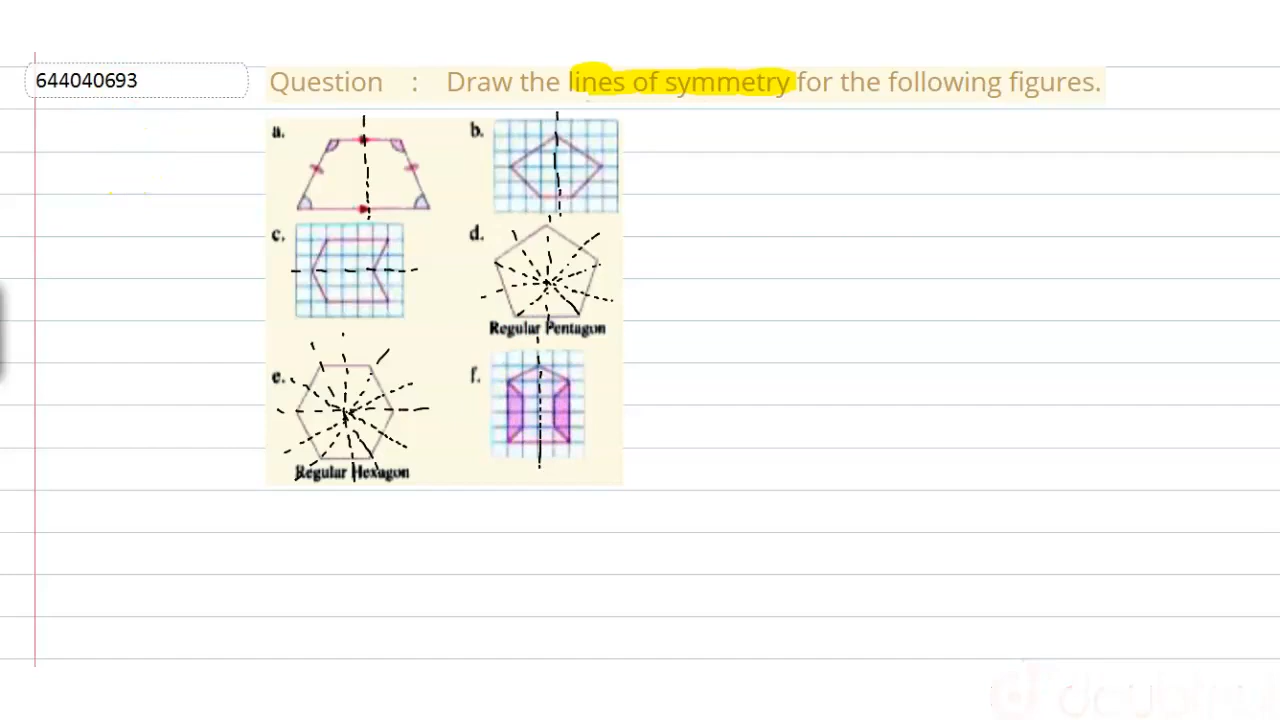 644040693
Question : Draw the lines of symmetry for the following figures.
a. b.
c. d.
Regular Pentagon
e. f.
Regular Hexagon